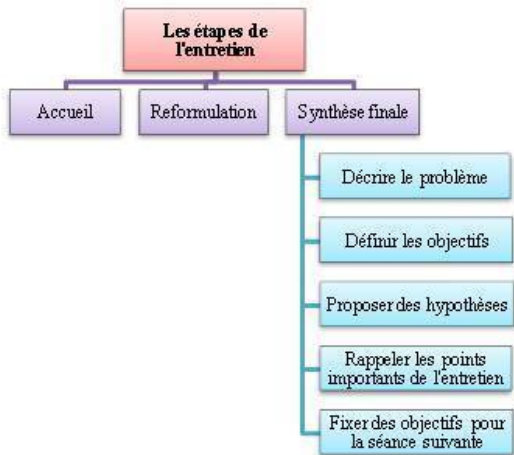 Les étapes de
l'entretien
Accueil
Reformulation
Synthèse finale
Décrire le problème
Définir les objectifs
Proposer des hypothèses
Rappeler les points
importants de l'entretien
Fixer des objectifs pour
la séance suivante